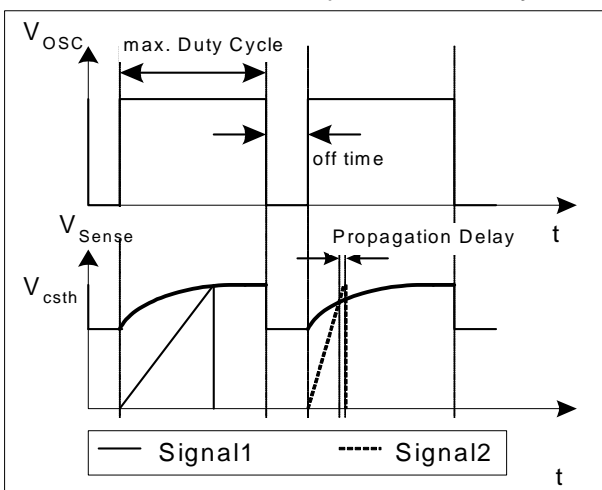 V OSC
max. Duty Cycle
off time
V Sense
Propagation Delay
t
V csth
Signal1
Signal2
t